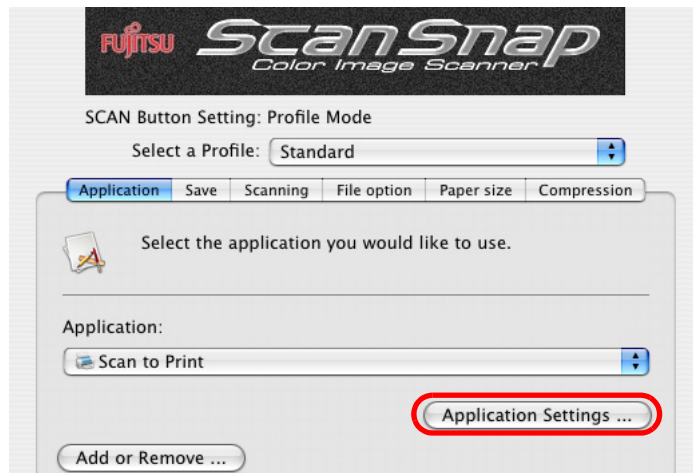 FUJITSU ScanSnap
Color Image Scanner
SCAN Button Setting: Profile Mode
Select a Profile: Standard
Application Save Scanning File option Paper size Compression
Select the application you would like to use.
Application:
Scan to Print
Application Settings ...
Add or Remove ...